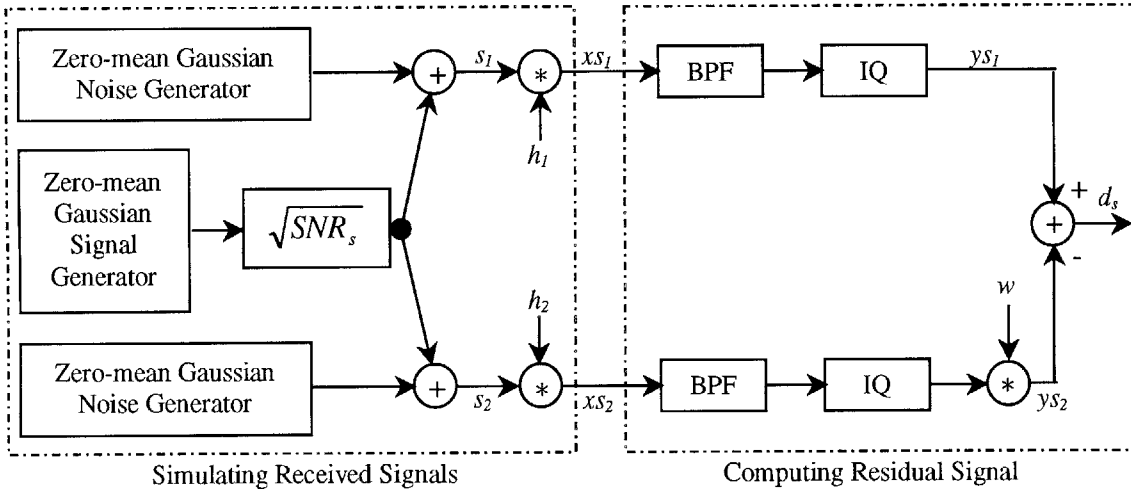 Zero-mean Gaussian
Noise Generator
+
s1
*
xs1
h1
BPF
IQ
ys1
Zero-mean
Gaussian
Signal
Generator
√SNRs
+
+
ds
-
h2
w
Zero-mean Gaussian
Noise Generator
+
s2
*
xs2
BPF
IQ
*
ys2
Simulating Received Signals
Computing Residual Signal